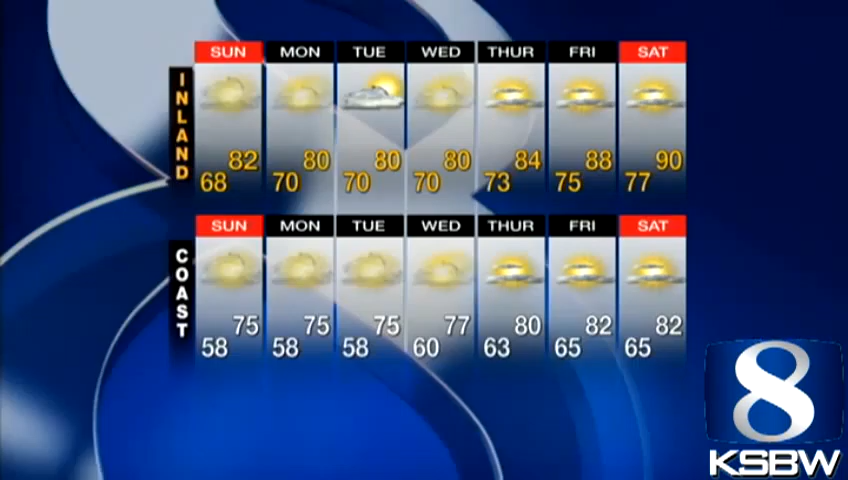 SUN MON TUE WED THUR FRI SAT
INLAND
82 80 80 80 84 88 90
68 70 70 70 73 75 77
SUN MON TUE WED THUR FRI SAT
COAST
75 75 75 77 80 82 82
58 58 58 60 63 65 65
8
KSBW